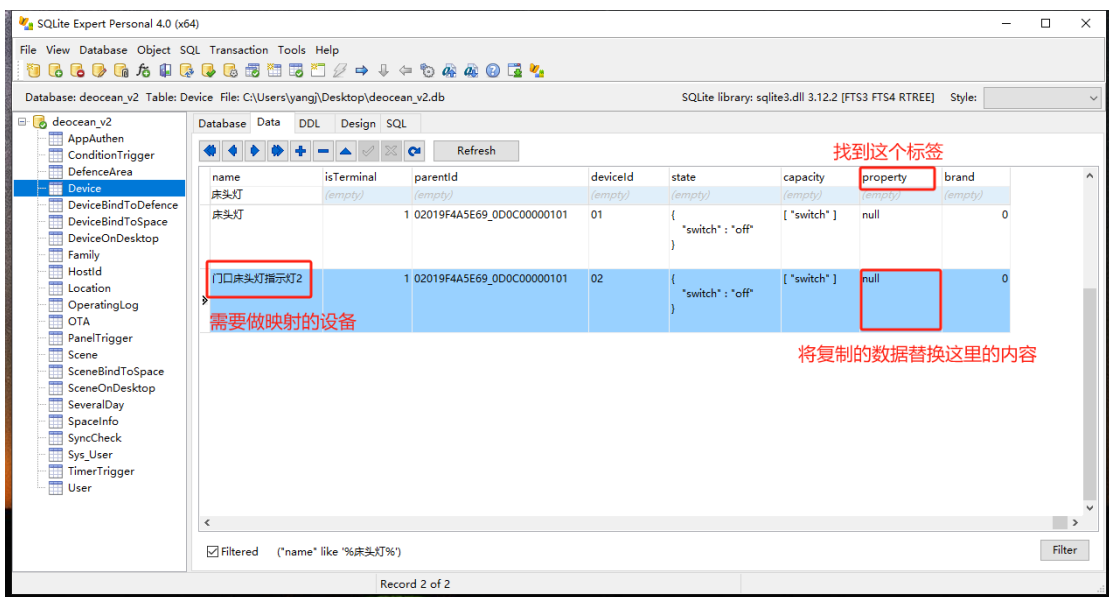 SQLite Expert Personal 4.0 (x64)
File View Database Object SQL Transaction Tools Help
Database: deocean_v2 Table: Device File: C:\Users\yangj\Desktop\deocean_v2.db SQLite library: sqlite3.dll 3.12.2 [FTS3 FTS4 RTREE] Style:
deocean_v2
AppAuthen
ConditionTrigger
DefenceArea
Device
DeviceBindToDefence
DeviceBindToSpace
DeviceOnDesktop
Family
HostId
Location
OperatingLog
OTA
PanelTrigger
Scene
SceneBindToSpace
SceneOnDesktop
SeveralDay
SpaceInfo
SyncCheck
Sys_User
TimerTrigger
User
Database Data DDL Design SQL
Refresh
找到这个标签
name isTerminal parentId deviceId state capacity property brand
床头灯 (empty) (empty) (empty) (empty) (empty) (empty) (empty)
床头灯 1 02019F4A5E69_0D0C00000101 01 { [ "switch" ] null 0
"switch" : "off"
}
门口床头灯指示灯2 1 02019F4A5E69_0D0C00000101 02 { [ "switch" ] null 0
"switch" : "off"
}
需要做映射的设备
将复制的数据替换这里的内容
Filtered ("name" like '%床头灯%') Filter
Record 2 of 2